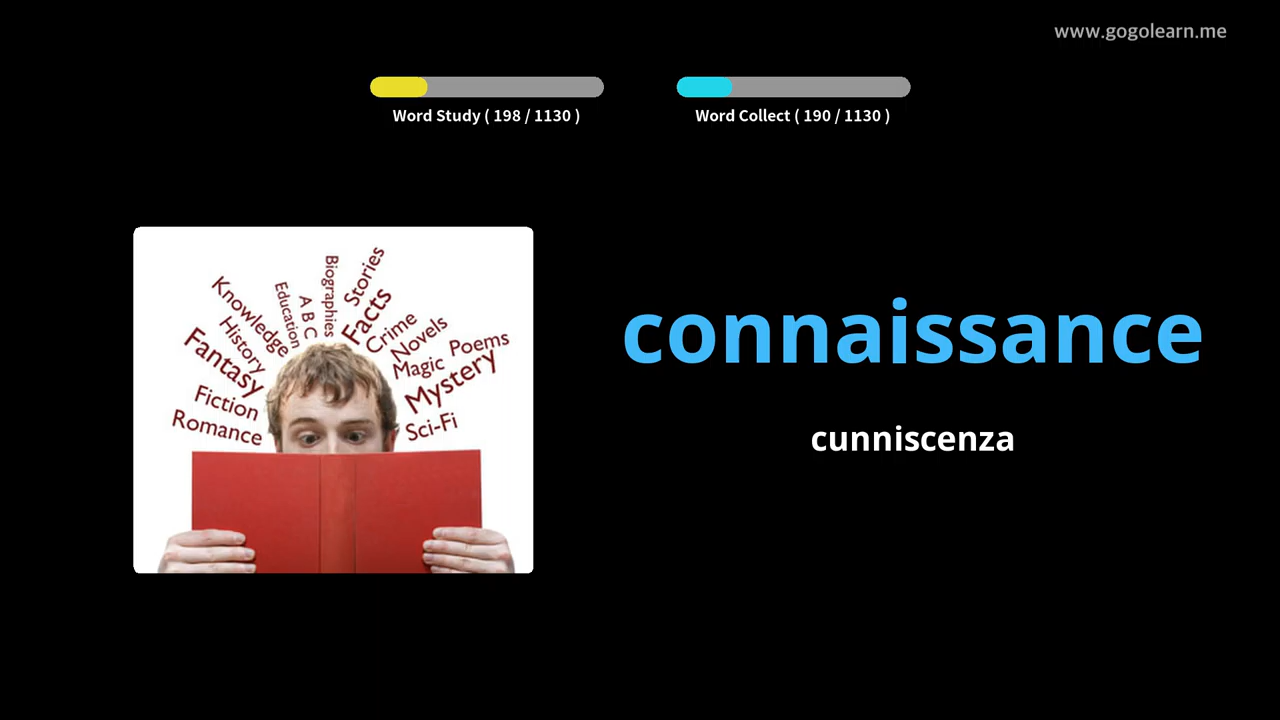 www.gogolearn.me
Word Study ( 198 / 1130 )
Word Collect ( 190 / 1130 )
Knowledge
History
Fantasy
Fiction
Romance
Education
A B C
Biographies
Stories
Facts
Crime
Novels
Magic
Poems
Mystery
Sci-Fi
connaissance
cunniscenza